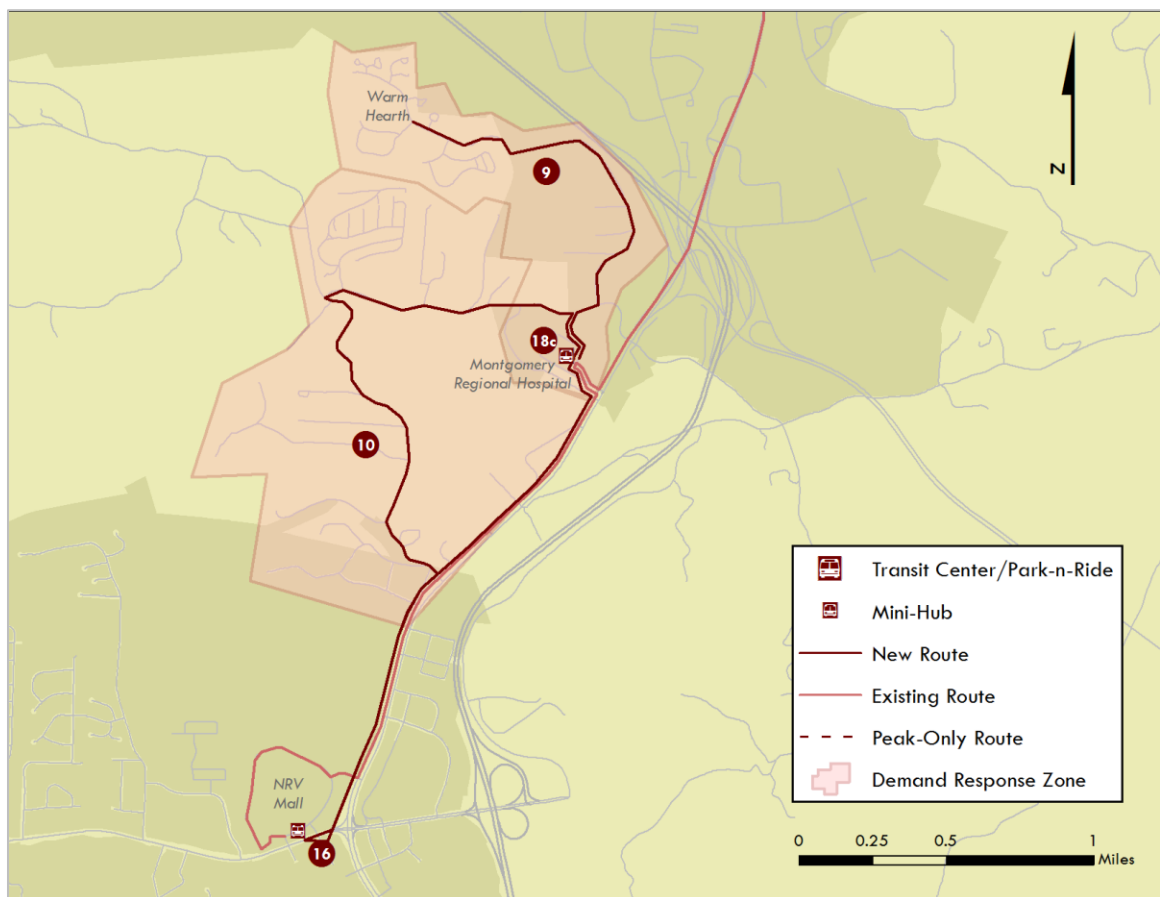 Warm
Hearth
9
N
18c
Montgomery
Regional Hospital
10
Transit Center/Park-n-Ride
Mini-Hub
New Route
Existing Route
Peak-Only Route
Demand Response Zone
NRV
Mall
16
0 0.25 0.5 1
Miles